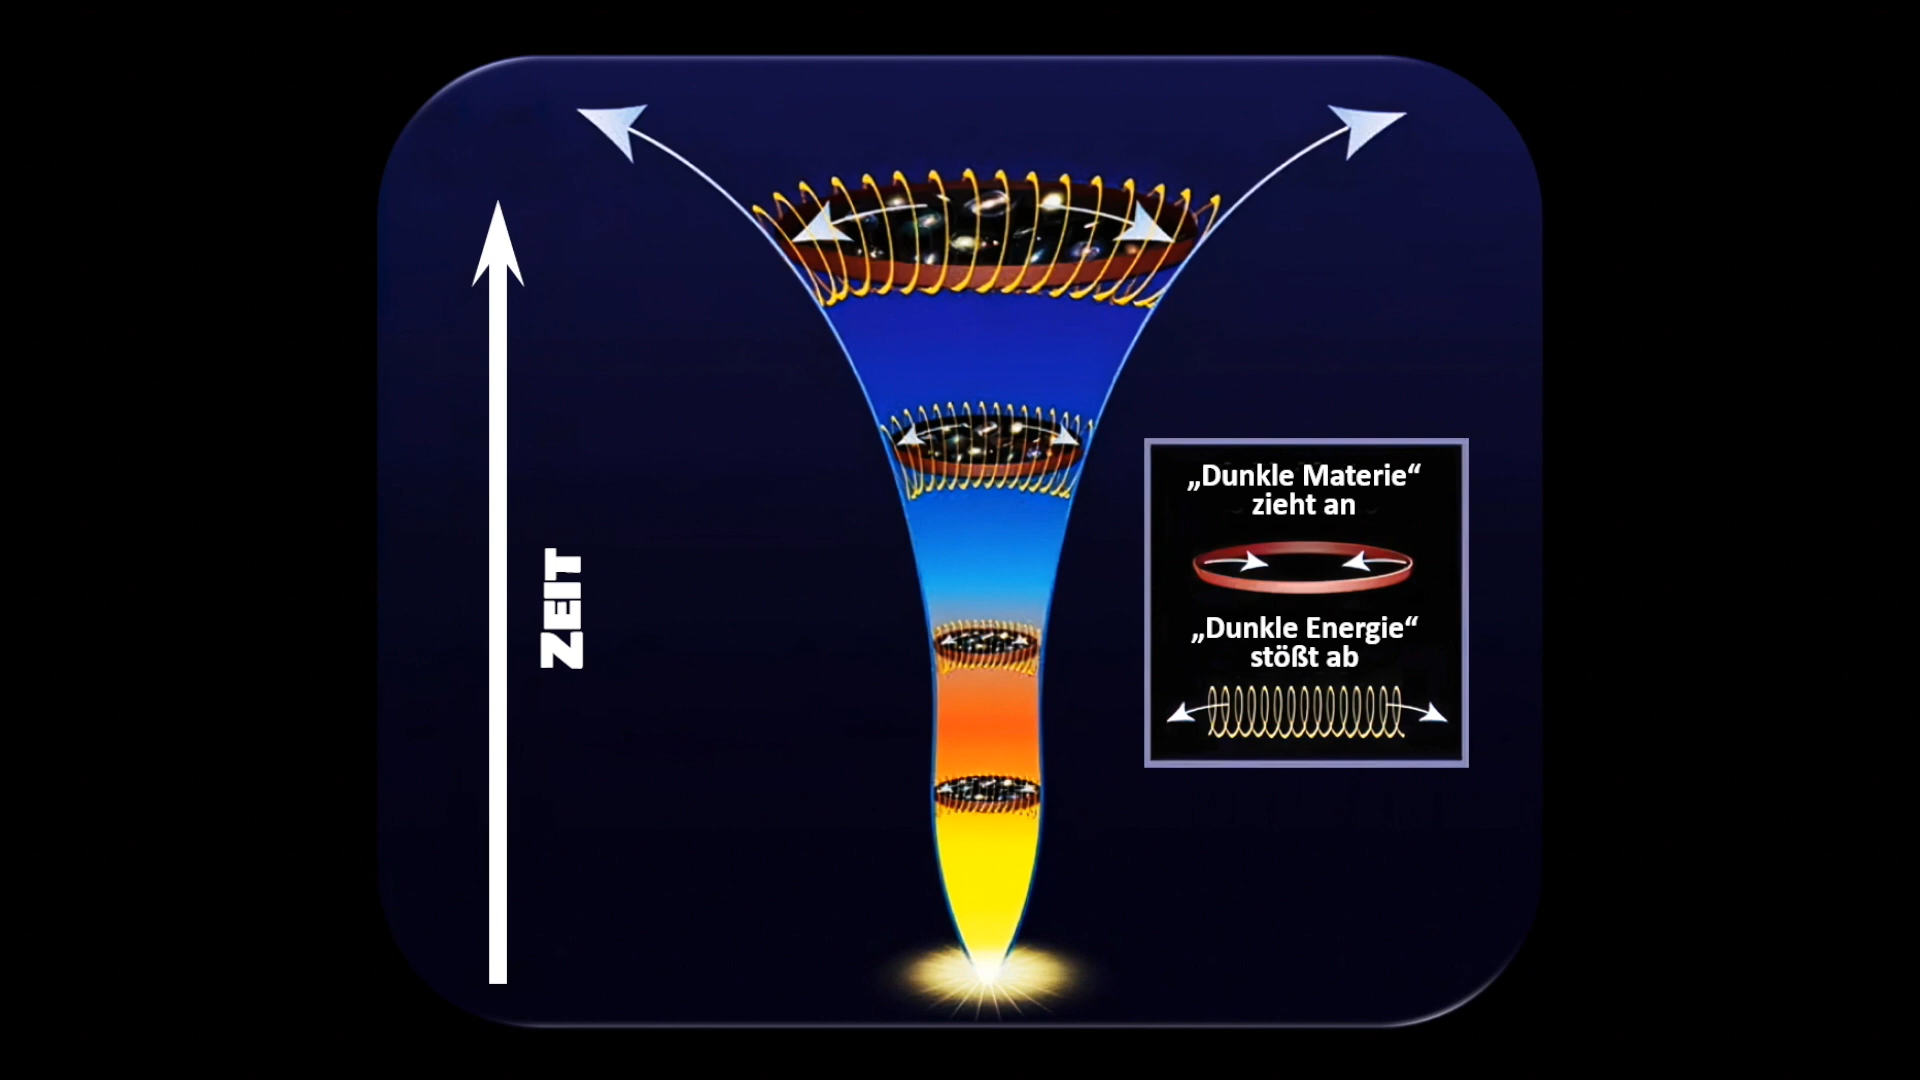 ZEIT
„Dunkle Materie“
zieht an
„Dunkle Energie“
stößt ab